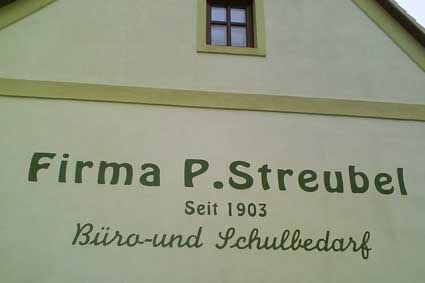 Firma P. Streubel
Seit 1903
Büro-und Schulbedarf